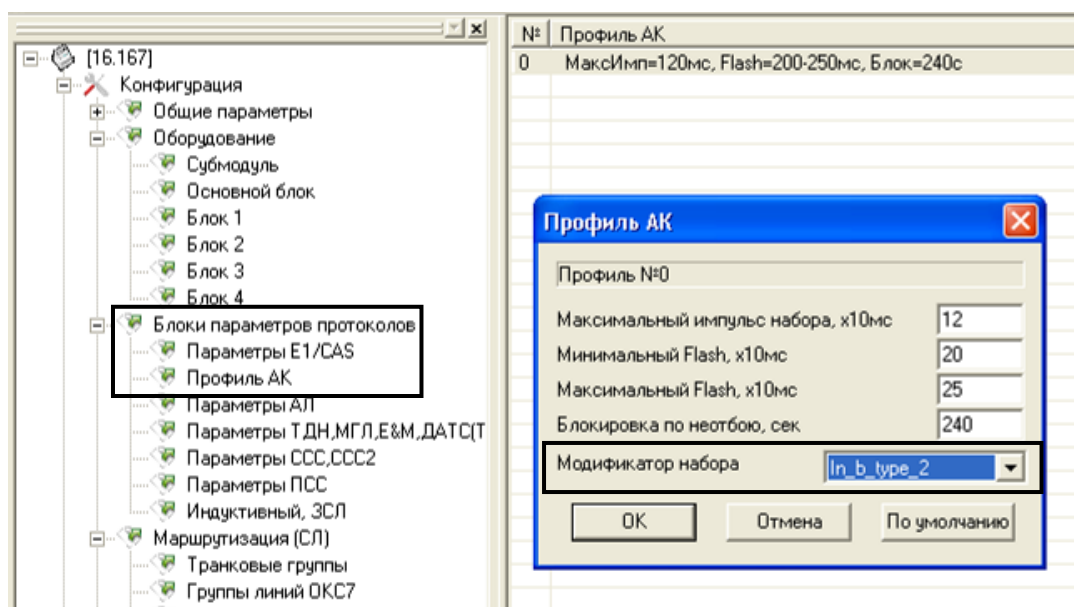 [16.167]
Конфигурация
Общие параметры
Оборудование
Субмодуль
Основной блок
Блок 1
Блок 2
Блок 3
Блок 4
Блоки параметров протоколов
Параметры E1/CAS
Профиль АК
Параметры АЛ
Параметры ТДН,МГЛ,E&M,ДАТС(Т
Параметры ССС,ССС2
Параметры ПСС
Индуктивный, ЗСЛ
Маршрутизация (СЛ)
Транковые группы
Группы линий ОКС7
№ Профиль АК
0 МаксИмп=120мс, Flash=200-250мс, Блок=240с
Профиль АК
Профиль №0
Максимальный импульс набора, х10мс 12
Минимальный Flash, х10мс 20
Максимальный Flash, х10мс 25
Блокировка по неотбою, сек 240
Модификатор набора In_b_type_2
OK Отмена По умолчанию